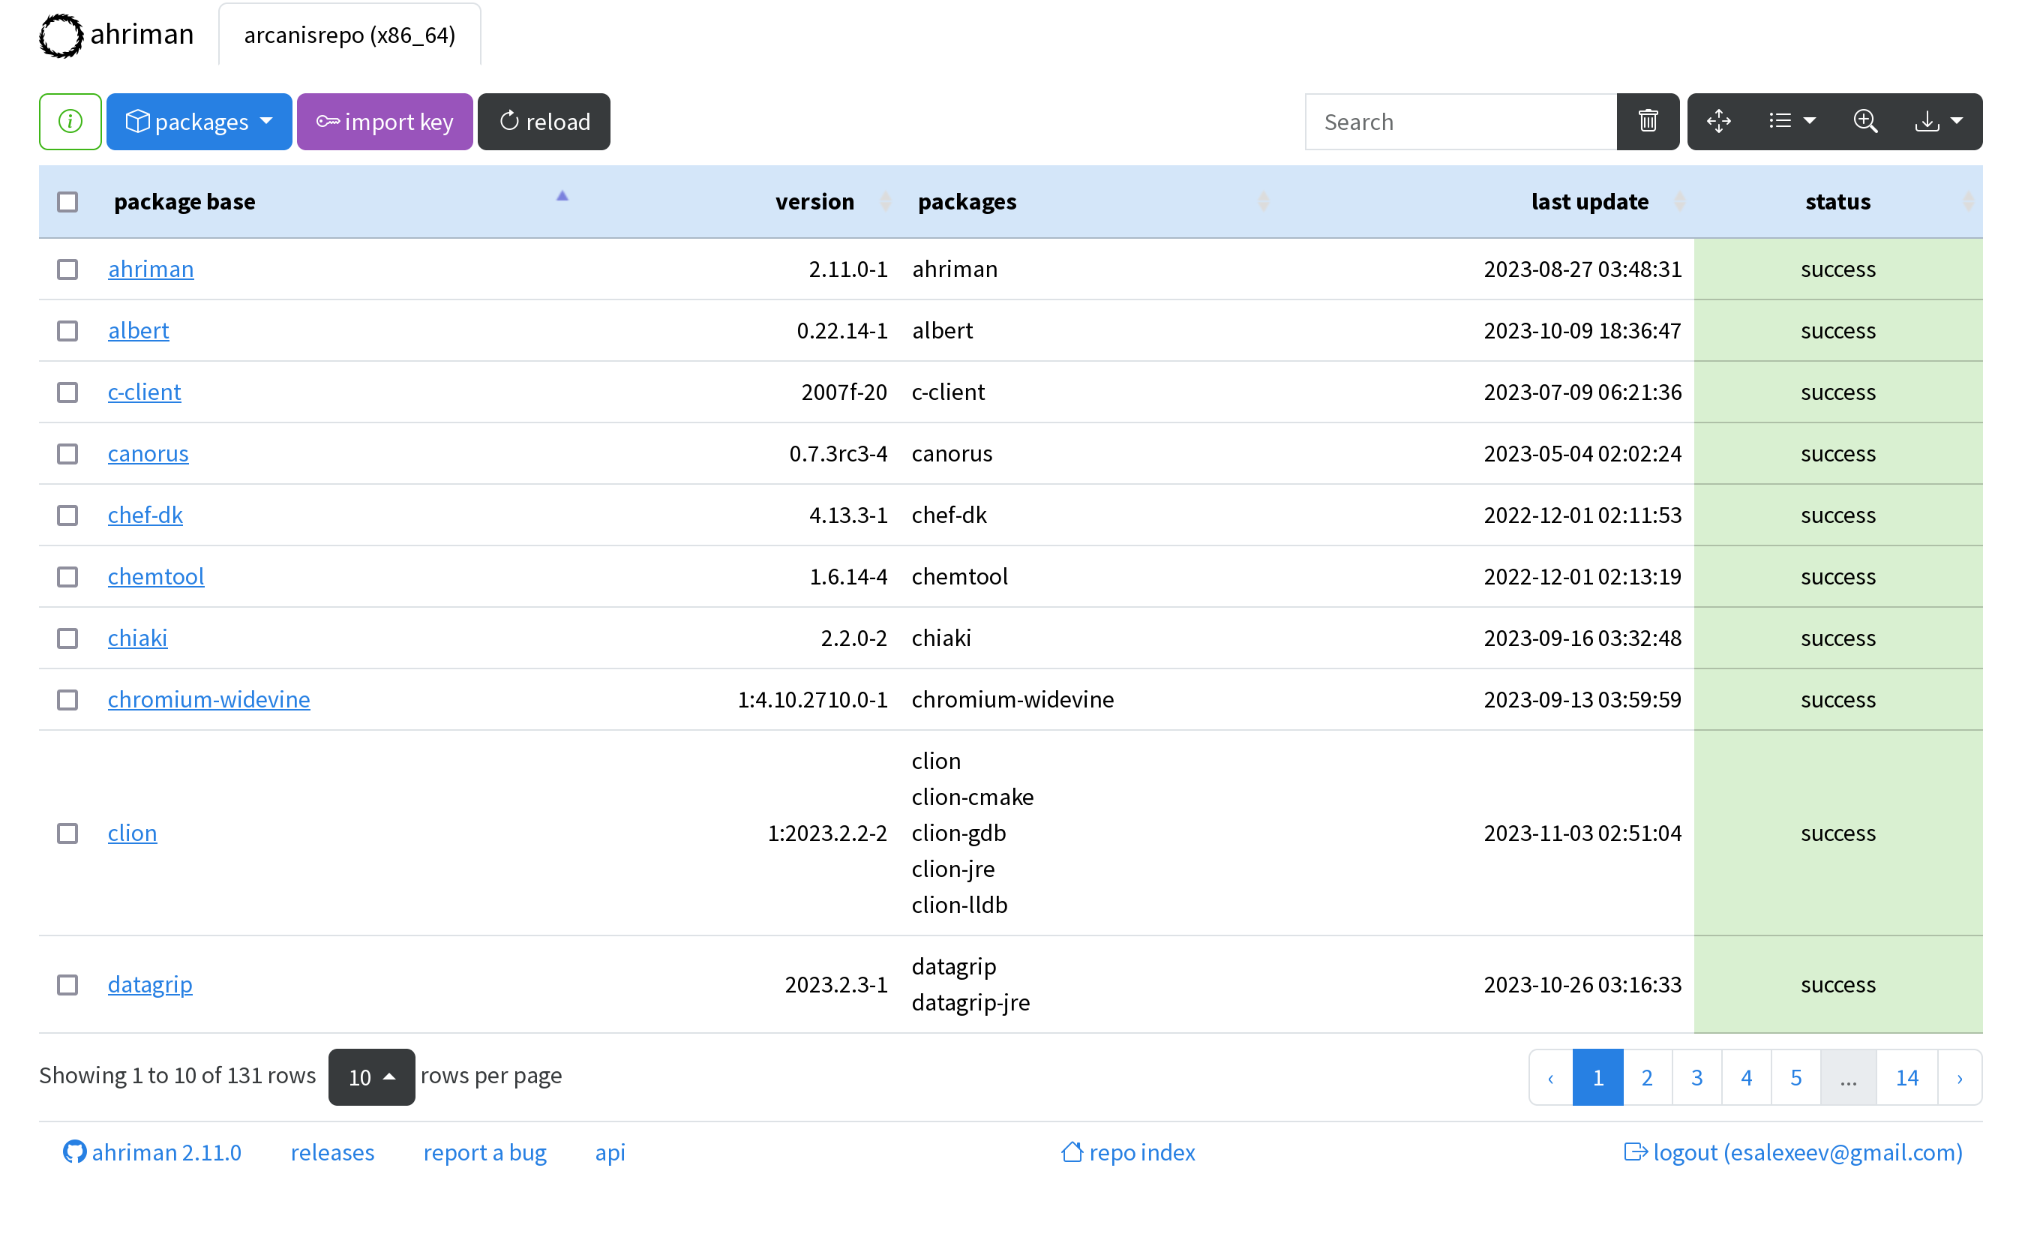 ahriman arcanisrepo (x86_64)
packages import key reload Search
package base version packages last update status
ahriman 2.11.0-1 ahriman 2023-08-27 03:48:31 success
albert 0.22.14-1 albert 2023-10-09 18:36:47 success
c-client 2007f-20 c-client 2023-07-09 06:21:36 success
canorus 0.7.3rc3-4 canorus 2023-05-04 02:02:24 success
chef-dk 4.13.3-1 chef-dk 2022-12-01 02:11:53 success
chemtool 1.6.14-4 chemtool 2022-12-01 02:13:19 success
chiaki 2.2.0-2 chiaki 2023-09-16 03:32:48 success
chromium-widevine 1:4.10.2710.0-1 chromium-widevine 2023-09-13 03:59:59 success
clion
clion-cmake
clion 1:2023.2.2-2 clion-gdb 2023-11-03 02:51:04 success
clion-jre
clion-lldb
datagrip
datagrip 2023.2.3-1 2023-10-26 03:16:33 success
datagrip-jre
Showing 1 to 10 of 131 rows 10 rows per page ‹ 1 2 3 4 5 ... 14 ›
ahriman 2.11.0 releases report a bug api repo index logout (esalexeev@gmail.com)